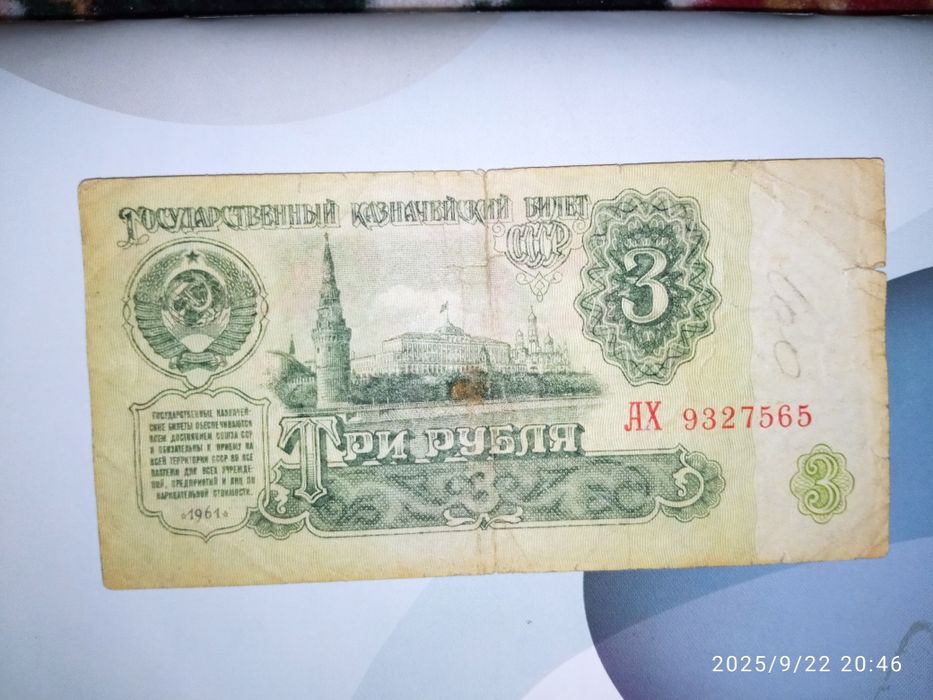 Государственный казначейский билет
СССР
3
ГОСУДАРСТВЕННЫЕ КАЗНАЧЕЙ-
СКИЕ БИЛЕТЫ ОБЕСПЕЧИВАЮТСЯ
ВСЕМ ДОСТОЯНИЕМ СОЮЗА ССР
И ОБЯЗАТЕЛЬНЫ К ПРИЕМУ НА
ВСЕЙ ТЕРРИТОРИИ СССР ВО ВСЕ
ПЛАТЕЖИ ДЛЯ ВСЕХ УЧРЕЖДЕ-
НИЙ, ПРЕДПРИЯТИЙ И ЛИЦ ПО
НАРИЦАТЕЛЬНОЙ СТОИМОСТИ.
1961
Три рубля
АХ 9327565
3
3
2025/9/22 20:46